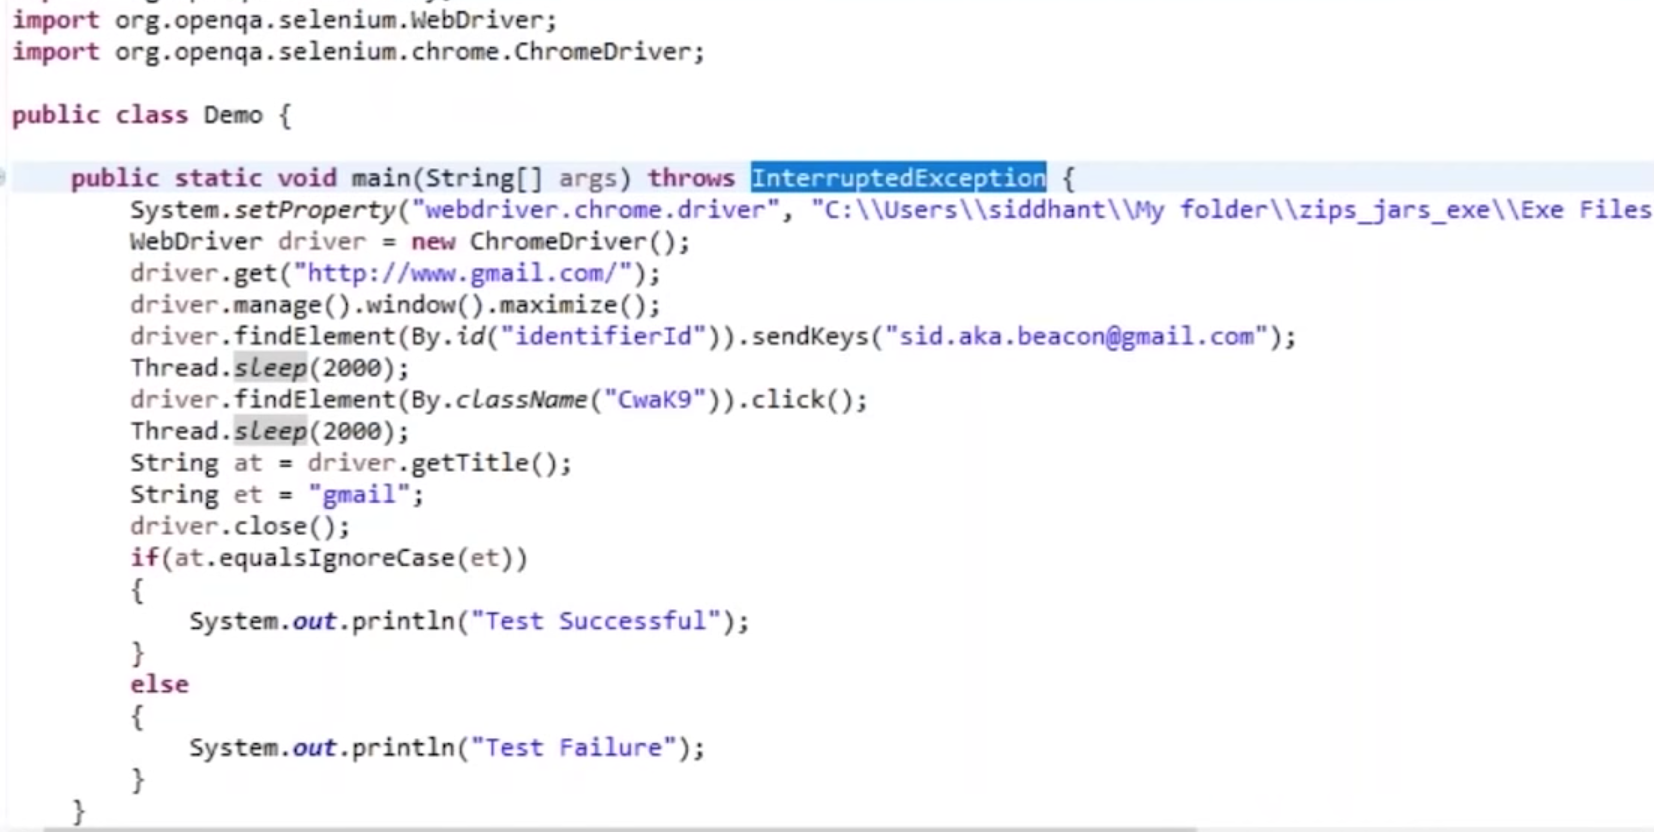 import org.openqa.selenium.WebDriver;
import org.openqa.selenium.chrome.ChromeDriver;
public class Demo {
public static void main(String[] args) throws InterruptedException {
System.setProperty("webdriver.chrome.driver", "C:\\Users\\siddhant\\My folder\\zips_jars_exe\\Exe Files
WebDriver driver = new ChromeDriver();
driver.get("http://www.gmail.com/");
driver.manage().window().maximize();
driver.findElement(By.id("identifierId")).sendKeys("sid.aka.beacon@gmail.com");
Thread.sleep(2000);
driver.findElement(By.className("CwaK9")).click();
Thread.sleep(2000);
String at = driver.getTitle();
String et = "gmail";
driver.close();
if(at.equalsIgnoreCase(et))
{
System.out.println("Test Successful");
}
else
{
System.out.println("Test Failure");
}
}